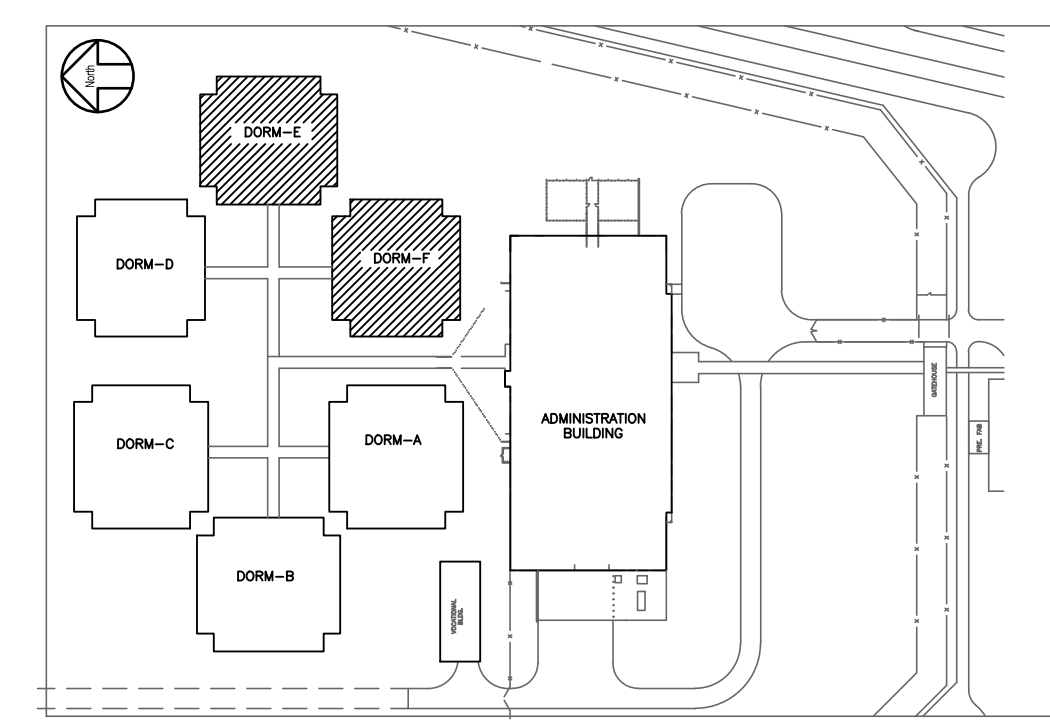 North
DORM-E
DORM-D
DORM-F
DORM-C
DORM-A
DORM-B
ADMINISTRATION
BUILDING
VOCATIONAL
BLDG.
GATEHOUSE
PRE. FAB